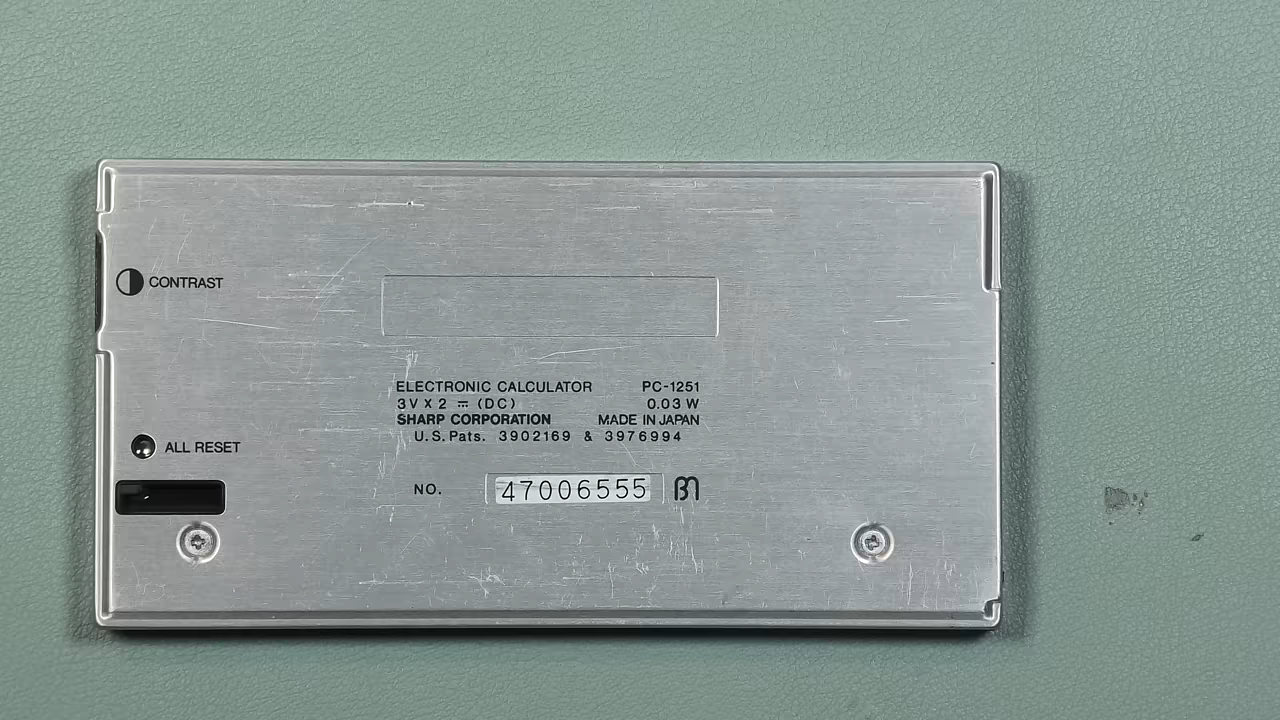 CONTRAST
ELECTRONIC CALCULATOR PC-1251
3V X 2 ⎓ (DC) 0.03 W
SHARP CORPORATION MADE IN JAPAN
U.S. Pats. 3902169 & 3976994
ALL RESET
NO. 47006555